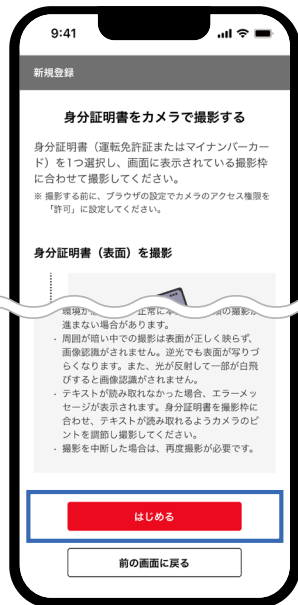 9:41
新規登録
身分証明書をカメラで撮影する
身分証明書（運転免許証またはマイナンバーカー
ド）を1つ選択し、画面に表示されている撮影枠
に合わせて撮影してください。
※ 撮影する前に、ブラウザの設定でカメラのアクセス権限を
「許可」に設定してください。
身分証明書（表面）を撮影
環境が
正常に本
の撮影が
進まない場合があります。
・周囲が暗い中での撮影は表面が正しく映らず、
画像認識がされません。逆光でも表面が写りづ
らくなります。また、光が反射して一部が白飛
びすると画像認識がされません。
・テキストが読み取れなかった場合、エラーメッ
セージが表示されます。身分証明書を撮影枠に
合わせ、テキストが読み取れるようカメラのピ
ントを調節し撮影してください。
・撮影を中断した場合は、再度撮影が必要です。
はじめる
前の画面に戻る